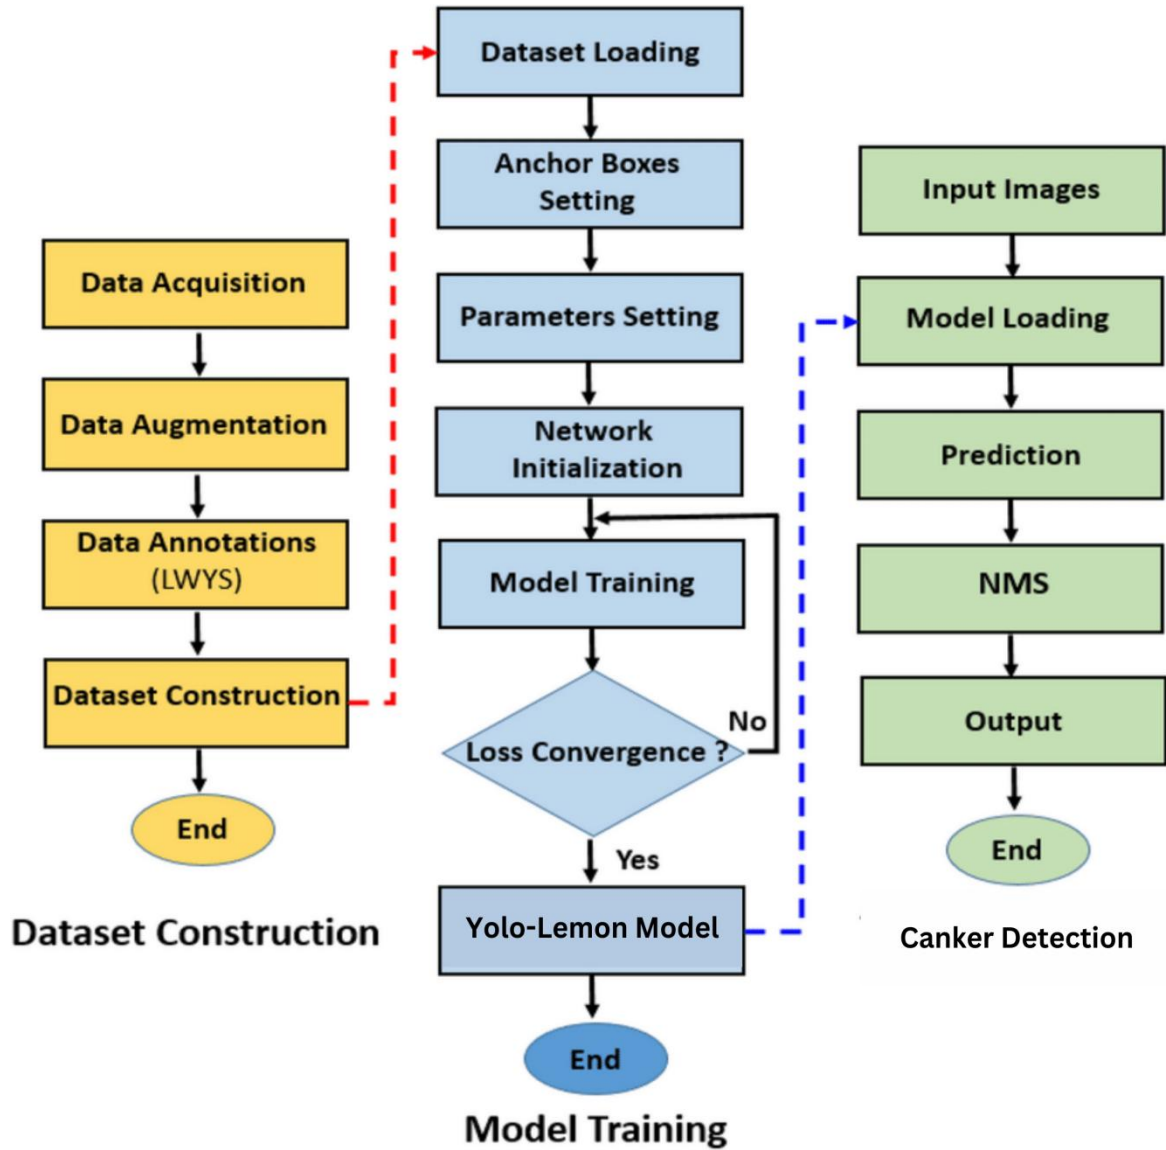 Data Acquisition
Data Augmentation
Data Annotations
(LWYS)
Dataset Construction
End
Dataset Construction
Dataset Loading
Anchor Boxes
Setting
Parameters Setting
Network
Initialization
Model Training
Loss Convergence ?
No
Yes
Yolo-Lemon Model
End
Model Training
Input Images
Model Loading
Prediction
NMS
Output
End
Canker Detection